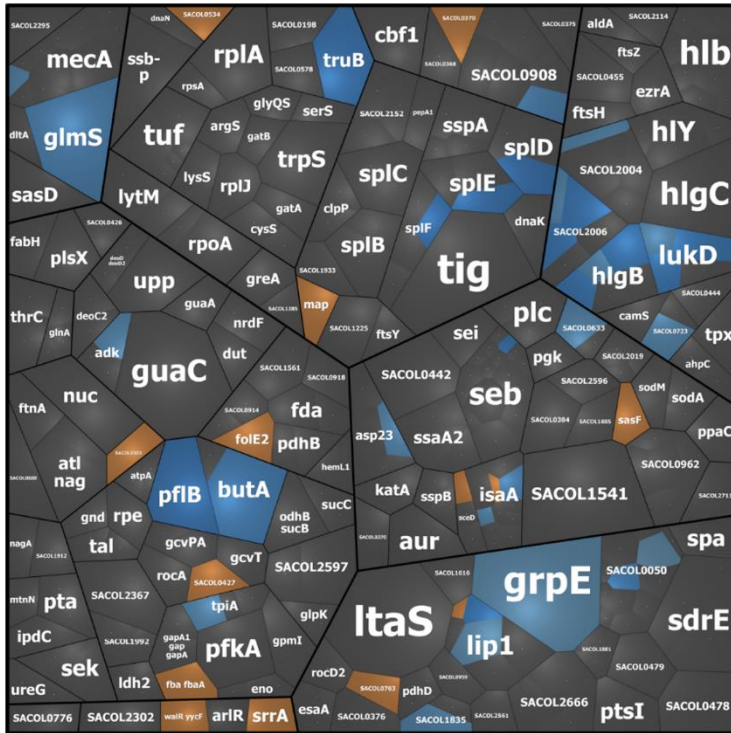 SACOL2295
mecA
glmS
dltA
sasD
dnaN
SACOL0534
ssb-
p
rplA
SACOL0198
truB
SACOL0578
rpsA
tuf
glyQS
serS
argS
gatB
trpS
lysS
rplJ
gatA
cysS
lytM
rpoA
greA
SACOL1933
map
cbf1
SACOL0370
SACOL0908
SACOL2152
pepA1
sspA
splD
splC
splE
clpP
splF
dnaK
splB
tig
SACOL1225
ftsY
aldA
SACOL2114
ftsZ
SACOL0455
ezrA
hlb
ftsH
hlY
SACOL2004
hlgC
SACOL2006
lukD
hlgB
SACOL0444
camS
SACOL0723
tpx
ahpC
fabH
plsX
SACOL0426
upp
thrC
glnA
deoC2
guaA
nrdF
adk
dut
guaC
SACOL1561
SACOL0918
nuc
SACOL0914
fda
ftnA
folE2
pdhB
hemL1
atl
nag
atpA
pflB
butA
gnd
rpe
odhB
sucB
sucC
nagA
SACOL1912
tal
gcvPA
gcvT
SACOL2597
rocA
SACOL0427
mtnN
pta
SACOL2367
tpiA
glpK
ipdC
SACOL1992
gapA1
gap
gapA
pfkA
gpmI
sek
ureG
ldh2
fba fbaA
eno
SACOL0776
SACOL2302
walR yycF
arlR
srrA
plc
SACOL0633
sei
pgk
SACOL2019
SACOL0442
seb
SACOL2596
sodM
SACOL0384
SACOL1885
sasF
sodA
asp23
ssaA2
ppaC
SACOL0962
katA
sspB
isaA
SACOL1541
sceD
SACOL2711
aur
SACOL1610
grpE
SACOL0050
spa
ltaS
sdrE
lip1
SACOL0479
rocD2
SACOL0763
pdhD
esaA
SACOL0376
SACOL1835
SACOL2561
SACOL2666
ptsI
SACOL0478